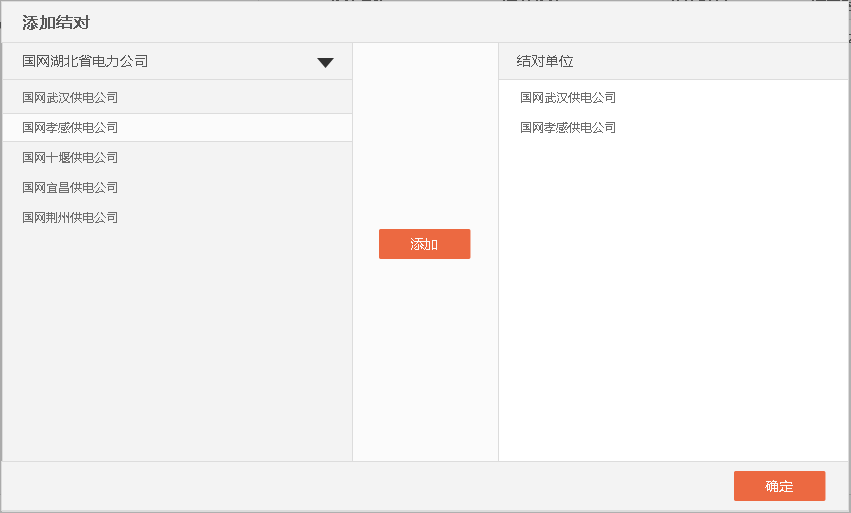 添加结对
国网湖北省电力公司
国网武汉供电公司
国网孝感供电公司
国网十堰供电公司
国网宜昌供电公司
国网荆州供电公司
添加
结对单位
国网武汉供电公司
国网孝感供电公司
确定